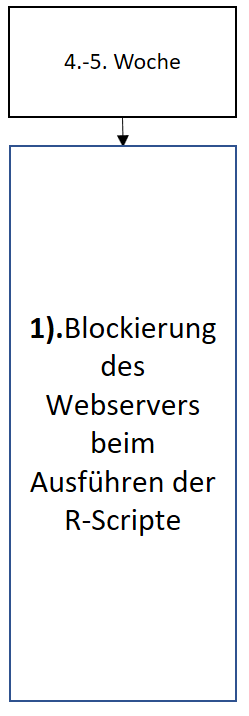 4.-5. Woche
1).Blockierung
des
Webservers
beim
Ausführen der
R-Scripte